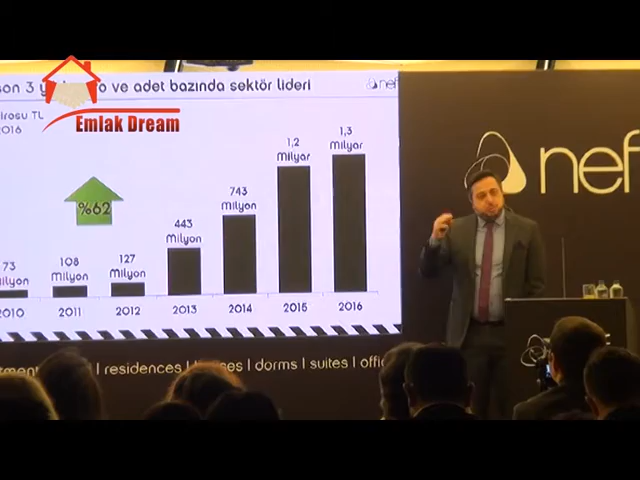 son 3 y
o ve adet bazında sektör lideri
nef
irosu TL
2016
Emlak Dream
%62
73
108
Milyon
127
Milyon
443
Milyon
743
Milyon
1,2
Milyar
1,3
Milyar
2010
2011
2012
2013
2014
2015
2016
nef
| residences |
| dorms | suites | offic